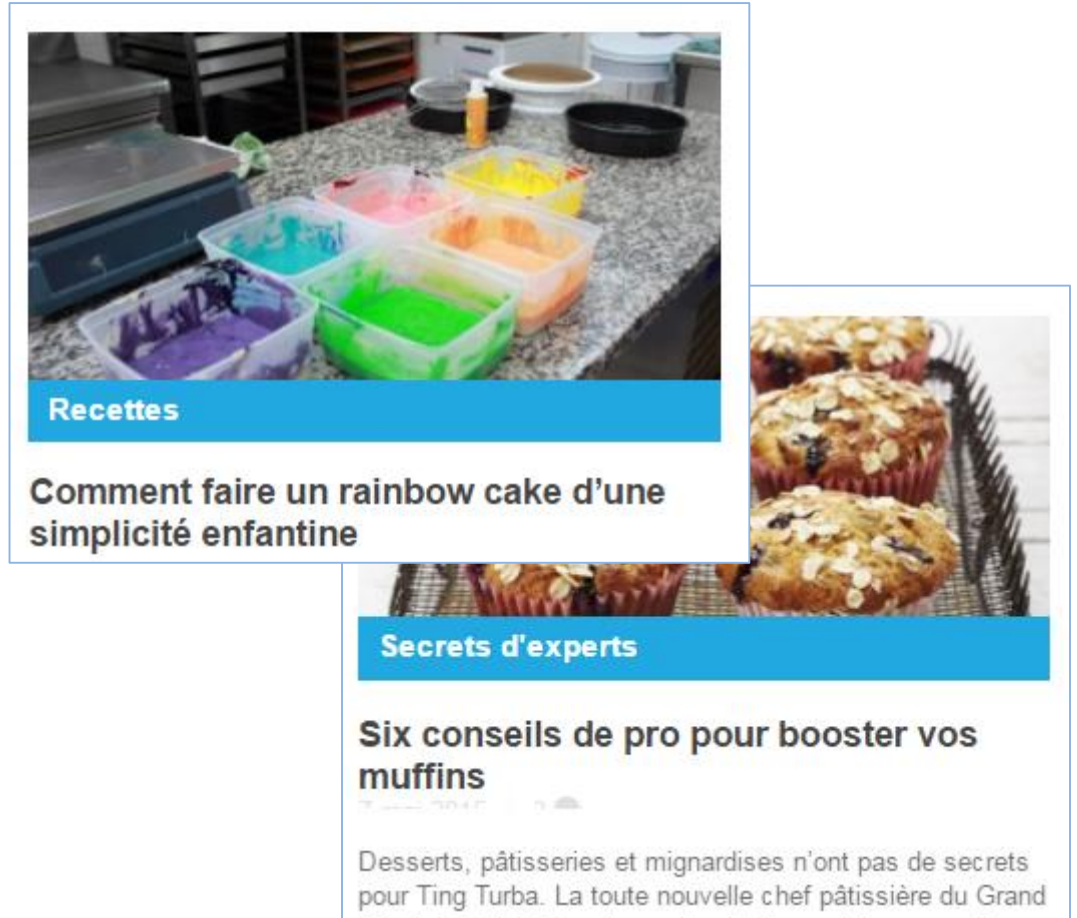 Recettes
Comment faire un rainbow cake d’une
simplicité enfantine
Secrets d'experts
Six conseils de pro pour booster vos
muffins
Desserts, pâtisseries et mignardises n’ont pas de secrets
pour Ting Turba. La toute nouvelle chef pâtissière du Grand